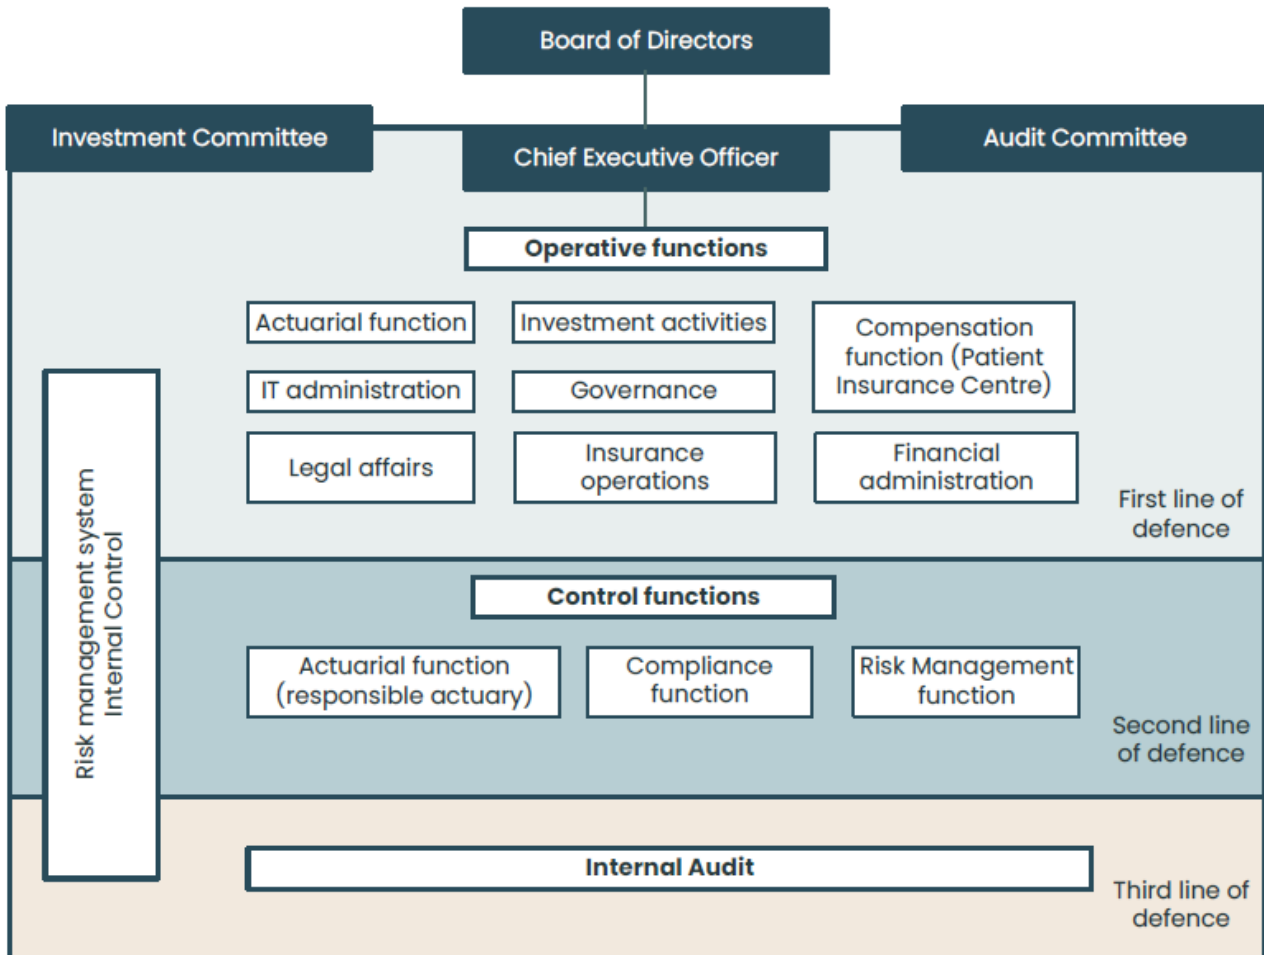 Board of Directors
Investment Committee
Chief Executive Officer
Audit Committee
Operative functions
Actuarial function
Investment activities
Compensation
function (Patient
Insurance Centre)
IT administration
Governance
Legal affairs
Insurance
operations
Financial
administration
First line of
defence
Risk management system
Internal Control
Control functions
Actuarial function
(responsible actuary)
Compliance
function
Risk Management
function
Second line
of defence
Internal Audit
Third line of
defence